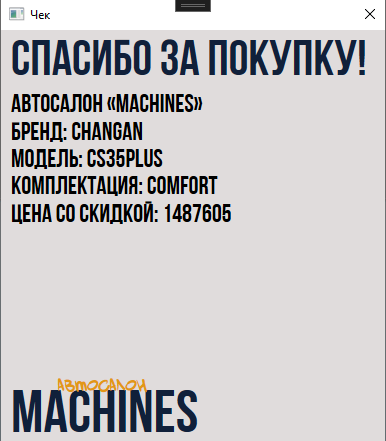 Чек
СПАСИБО ЗА ПОКУПКУ!
АВТОСАЛОН «MACHINES»
БРЕНД: CHANGAN
МОДЕЛЬ: CS35PLUS
КОМПЛЕКТАЦИЯ: COMFORT
ЦЕНА СО СКИДКОЙ: 1487605
АВТОСАЛОН
MACHINES